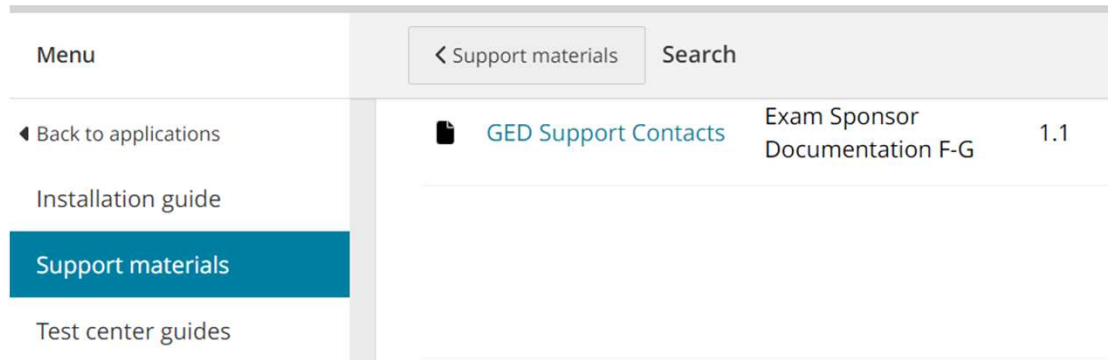 Menu
Support materials
Search
Back to applications
Installation guide
Support materials
Test center guides
GED Support Contacts
Exam Sponsor
Documentation F-G
1.1